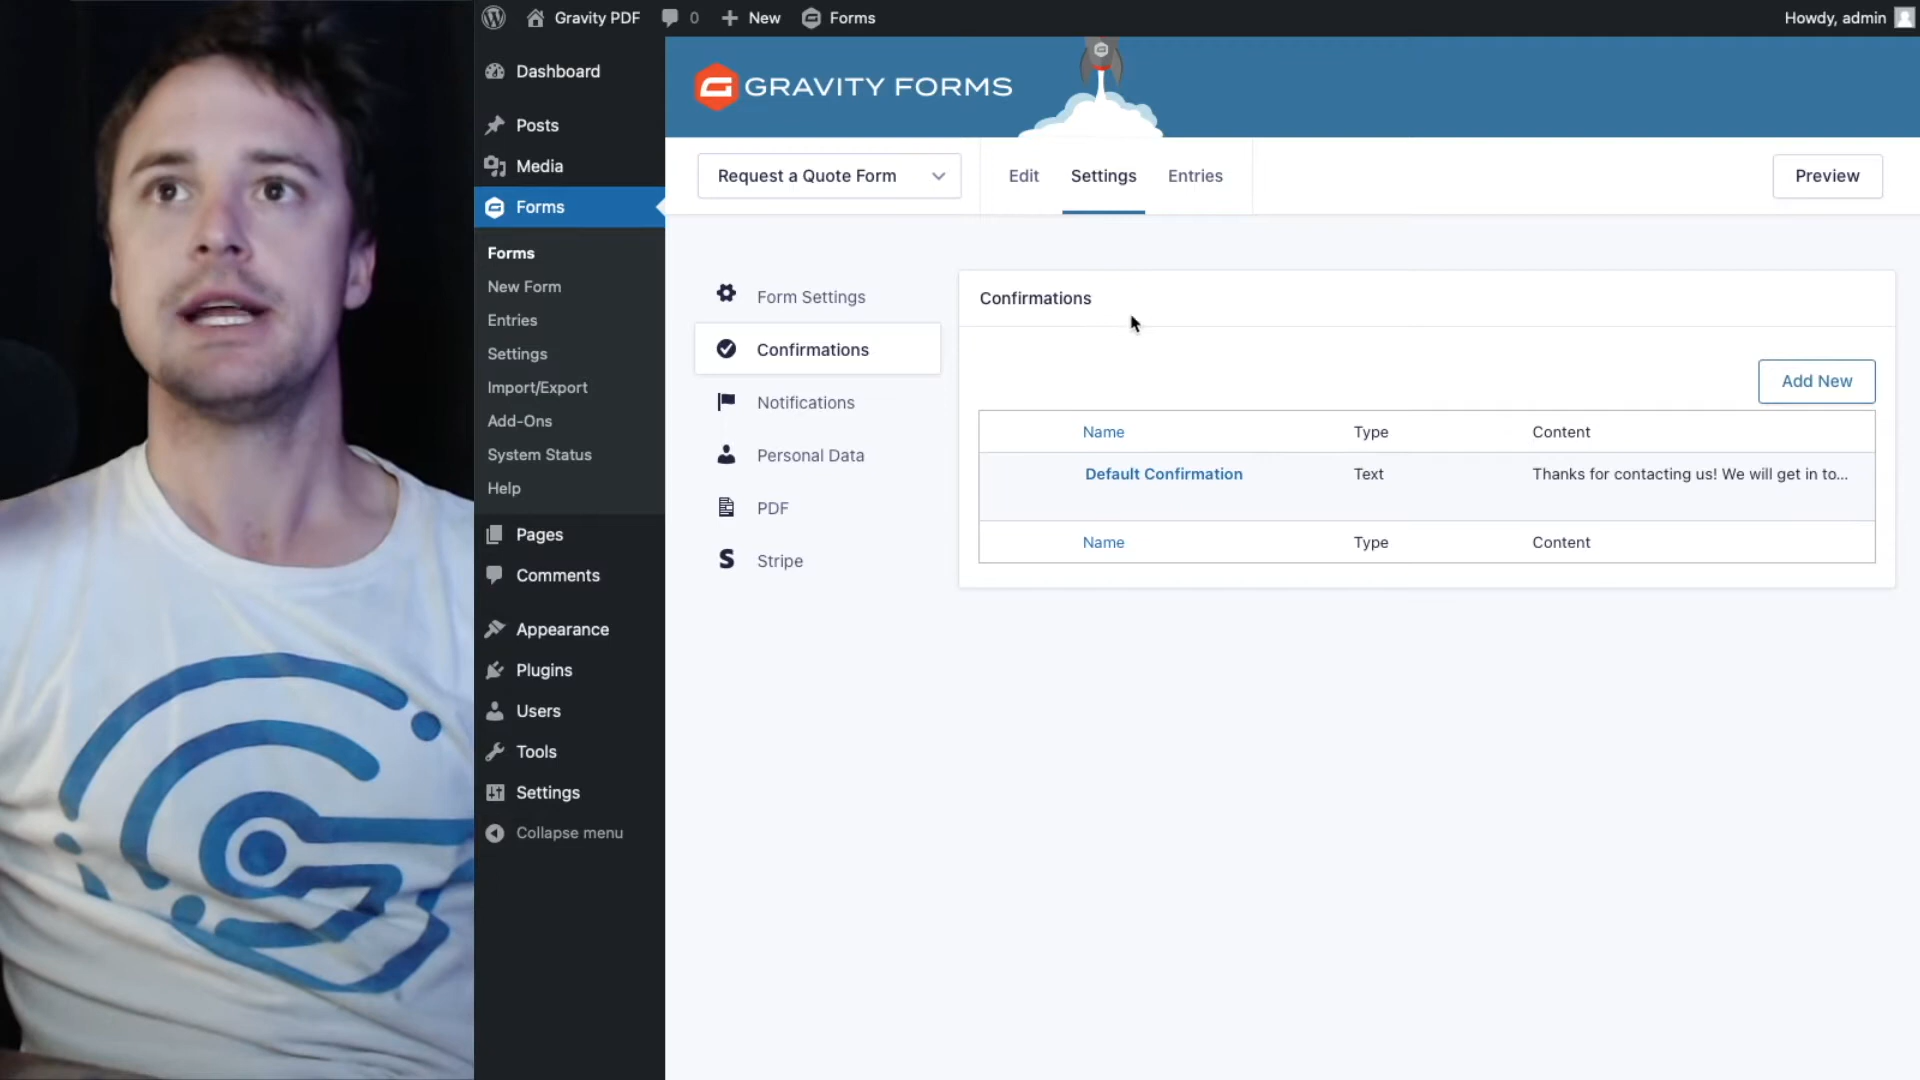 Gravity PDF
0
New
Forms
Howdy, admin
Dashboard
Posts
Media
Forms
Forms
New Form
Entries
Settings
Import/Export
Add-Ons
System Status
Help
Pages
Comments
Appearance
Plugins
Users
Tools
Settings
Collapse menu
GRAVITY FORMS
Request a Quote Form
Edit
Settings
Entries
Preview
Form Settings
Confirmations
Notifications
Personal Data
PDF
Stripe
Confirmations
Add New
Name Type Content
Default Confirmation Text Thanks for contacting us! We will get in to...
Name Type Content